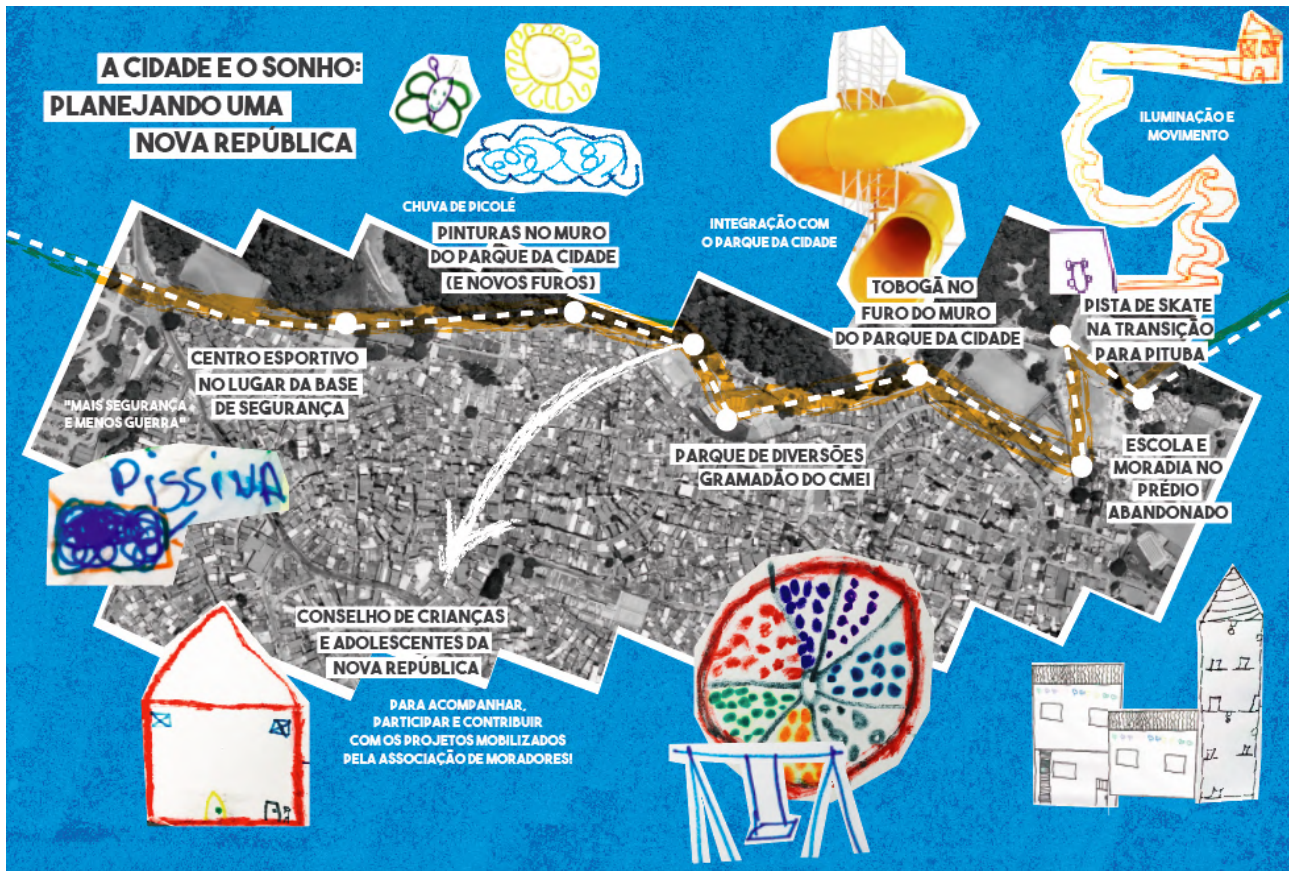 A CIDADE E O SONHO:
PLANEJANDO UMA
NOVA REPÚBLICA
CHUVA DE PICOLÉ
PINTURAS NO MURO
DO PARQUE DA CIDADE
(E NOVOS FUROS)
INTEGRAÇÃO COM
O PARQUE DA CIDADE
TOBOGÃ NO
FURO DO MURO
DO PARQUE DA CIDADE
ILUMINAÇÃO E
MOVIMENTO
PISTA DE SKATE
NA TRANSIÇÃO
PARA PITUBA
CENTRO ESPORTIVO
NO LUGAR DA BASE
DE SEGURANÇA
"MAIS SEGURANÇA
E MENOS GUERRA"
PissiNA
PARQUE DE DIVERSÕES
GRAMADÃO DO CMEI
ESCOLA E
MORADIA NO
PRÉDIO
ABANDONADO
CONSELHO DE CRIANÇAS
E ADOLESCENTES DA
NOVA REPÚBLICA
PARA ACOMPANHAR,
PARTICIPAR E CONTRIBUIR
COM OS PROJETOS MOBILIZADOS
PELA ASSOCIAÇÃO DE MORADORES!